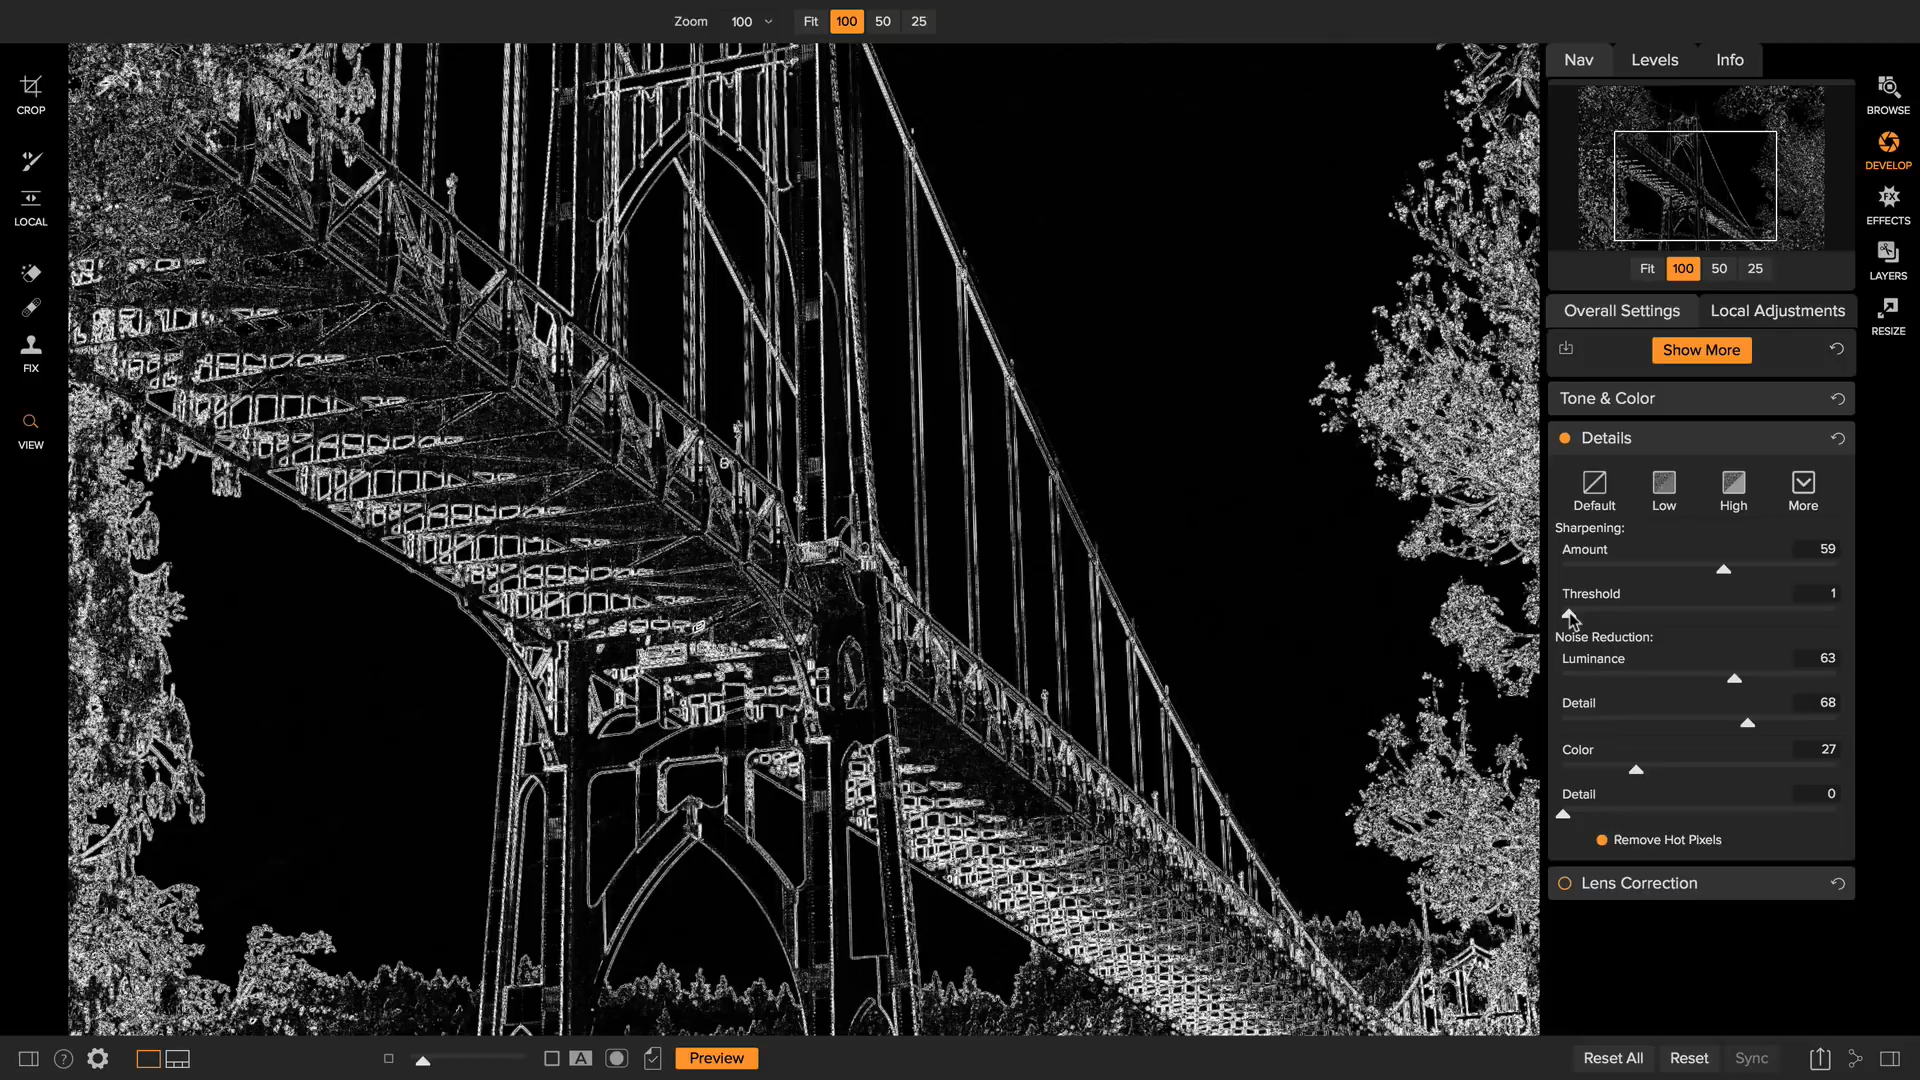 Zoom 100 Fit 100 50 25
CROP
LOCAL
FIX
VIEW
Nav Levels Info
Fit 100 50 25
Overall Settings Local Adjustments
Show More
Tone & Color
Details
Default Low High More
Sharpening:
Amount 59
Threshold 1
Noise Reduction:
Luminance 63
Detail 68
Color 27
Detail 0
Remove Hot Pixels
Lens Correction
BROWSE
DEVELOP
FX
EFFECTS
LAYERS
RESIZE
? A Preview Reset All Reset Sync